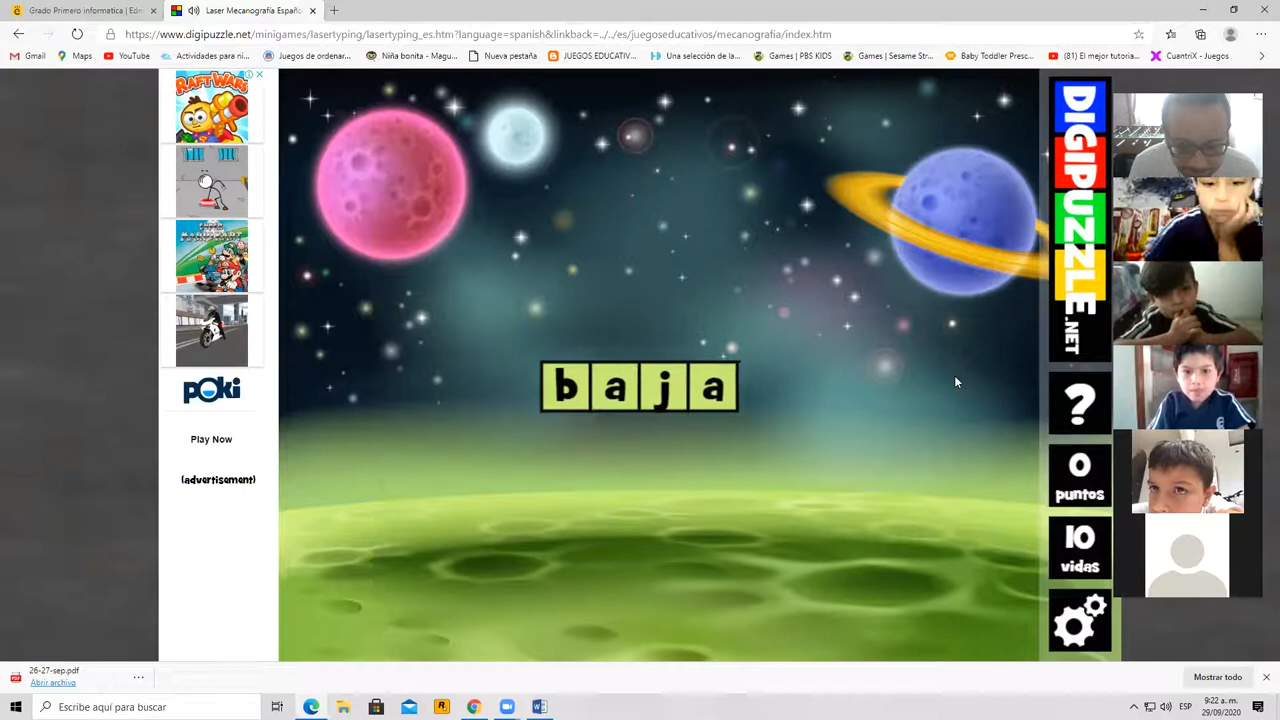 Grado Primero informatica | Edm
Laser Mecanografía Españo
https://www.digipuzzle.net/minigames/lasertyping/lasertyping_es.htm?language=spanish&linkback=../../es/juegoseducativos/mecanografia/index.htm
Gmail
Maps
YouTube
Actividades para ni...
Juegos de ordenar...
Niña bonita - Magu...
Nueva pestaña
JUEGOS EDUCATIV...
Una selección de...
Games | PBS KIDS
Games | Sesame Str...
Baby Toddler Presc...
(81) El mejor tutoria...
CuantriX - Juegos
RAFT WARS
SUPER
MARIO KART
POKi
Play Now
(advertisement)
baja
DIGIPUZZLE.NET
?
0
puntos
10
vidas
26-27-sep.pdf
Abrir archivo
Mostrar todo
Escribe aquí para buscar
ESP
9:22 a. m.
29/09/2020